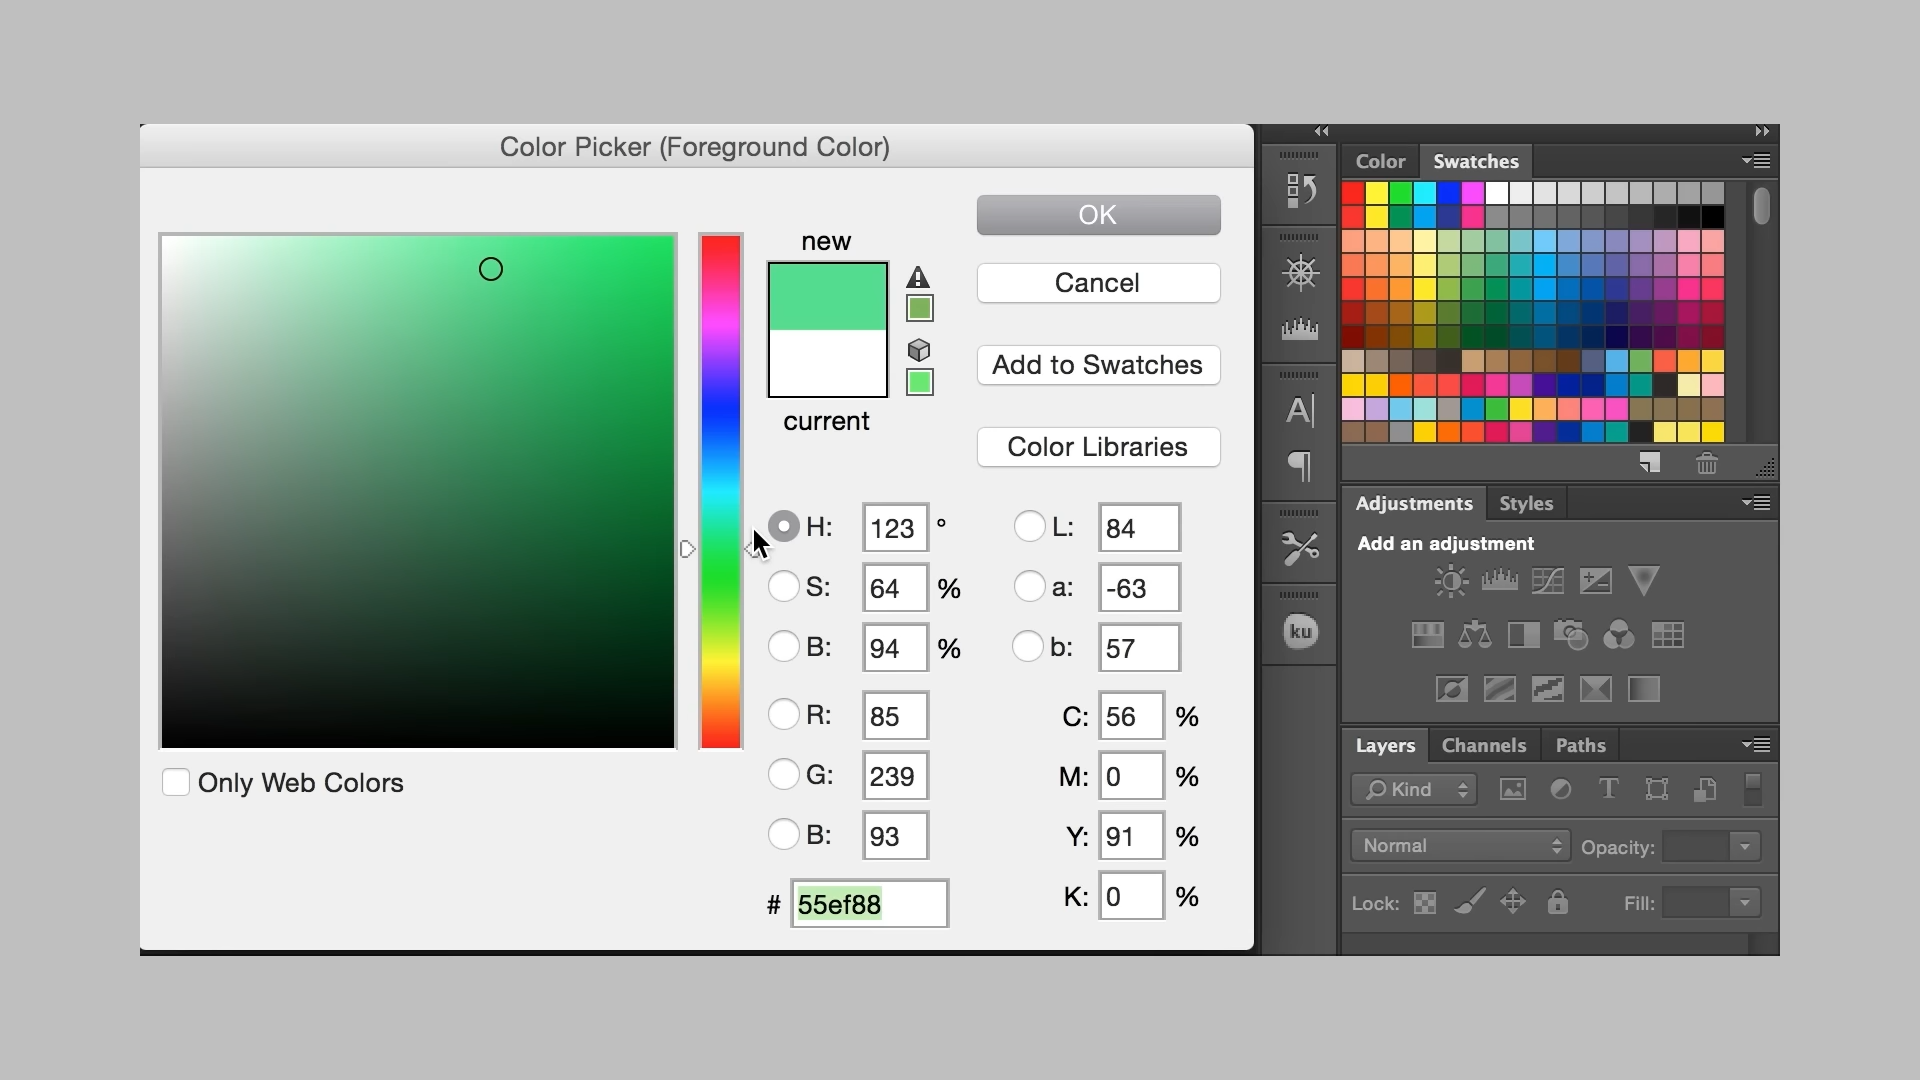 Color Picker (Foreground Color)
new
current
OK
Cancel
Add to Swatches
Color Libraries
H: 123 °
S: 64 %
B: 94 %
R: 85
G: 239
B: 93
# 55ef88
L: 84
a: -63
b: 57
C: 56 %
M: 0 %
Y: 91 %
K: 0 %
Only Web Colors
A
ku
Color Swatches
Adjustments Styles
Add an adjustment
Layers Channels Paths
Kind T
Normal Opacity:
Lock: Fill: